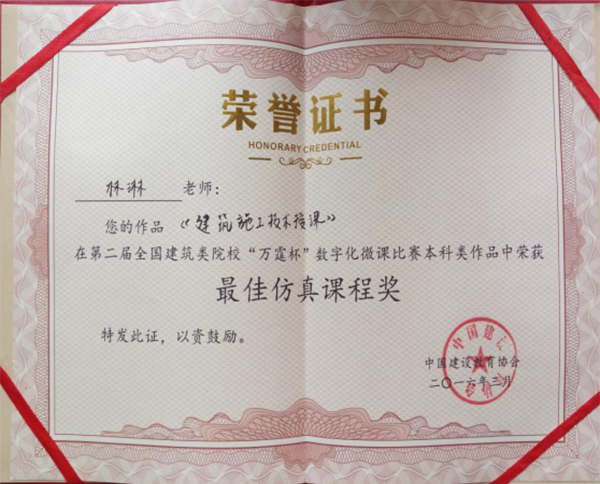 荣誉证书
HONORARY CREDENTIAL
林琳 老师：
您的作品《建筑施工技术授课》
在第二届全国建筑类院校“万霆杯”数字化微课比赛本科类作品中荣获
最佳仿真课程奖
特发此证，以资鼓励。
中国建设教育协会
二〇一六年三月